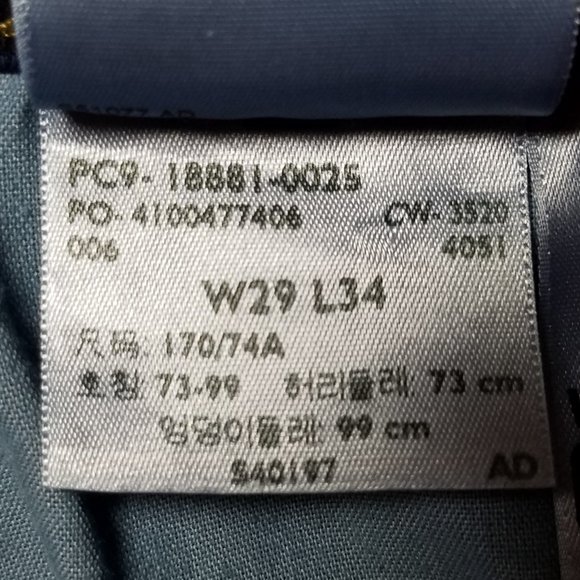 PC9- 18881-0025
PO- 4100477406 CW- 3520
006 4051
W29 L34
尺码: 170/74A
호칭 73-99 허리둘레: 73 cm
엉덩이둘레: 99 cm
S40197 AD